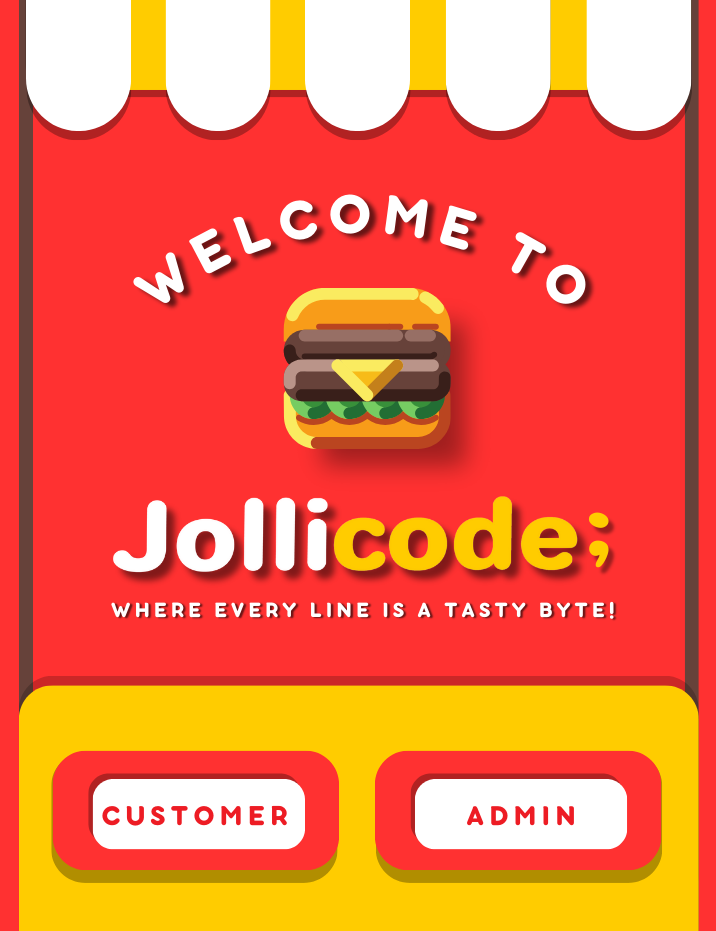 WELCOME TO
Jollicode;
WHERE EVERY LINE IS A TASTY BYTE!
CUSTOMER
ADMIN